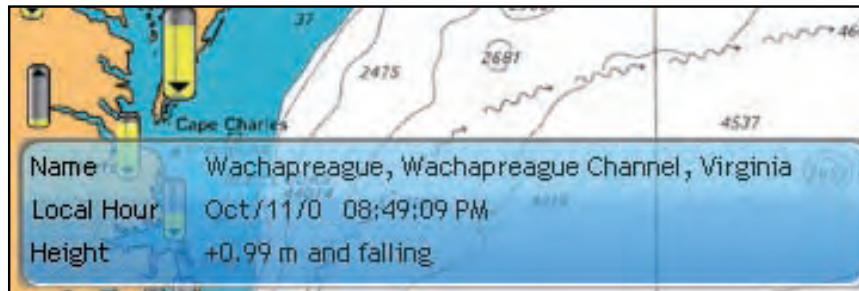 37
2475
2681
4537
Cape Charles
Name Wachapreague, Wachapreague Channel, Virginia
Local Hour Oct/11/0 08:49:09 PM
Height +0.99 m and falling